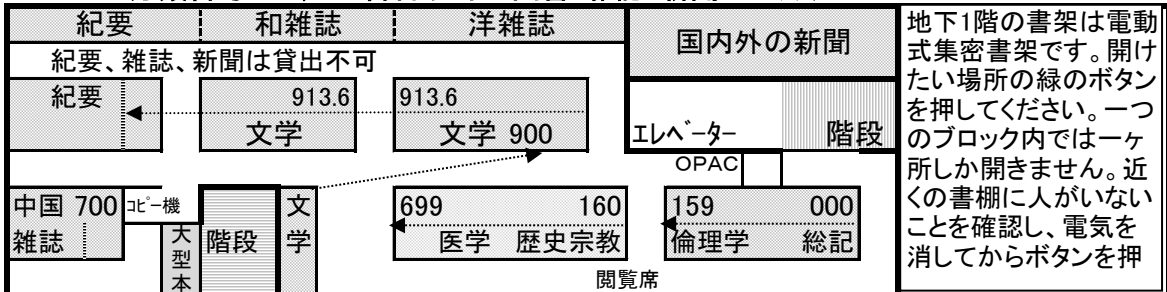 紀要 和雑誌 洋雑誌
国内外の新聞
紀要、雑誌、新聞は貸出不可
紀要 913.6 913.6
文学 文学 900
エレベーター 階段
OPAC
中国 700 コピー機 文 699 160 159 000
雑誌 大型本 階段 学 医学 歴史宗教 倫理学 総記
閲覧席
地下1階の書架は電動
式集密書架です。開け
たい場所の緑のボタン
を押してください。一つ
のブロック内では一ヶ
所しか開きません。近
くの書棚に人がいない
ことを確認し、電気を
消してからボタンを押